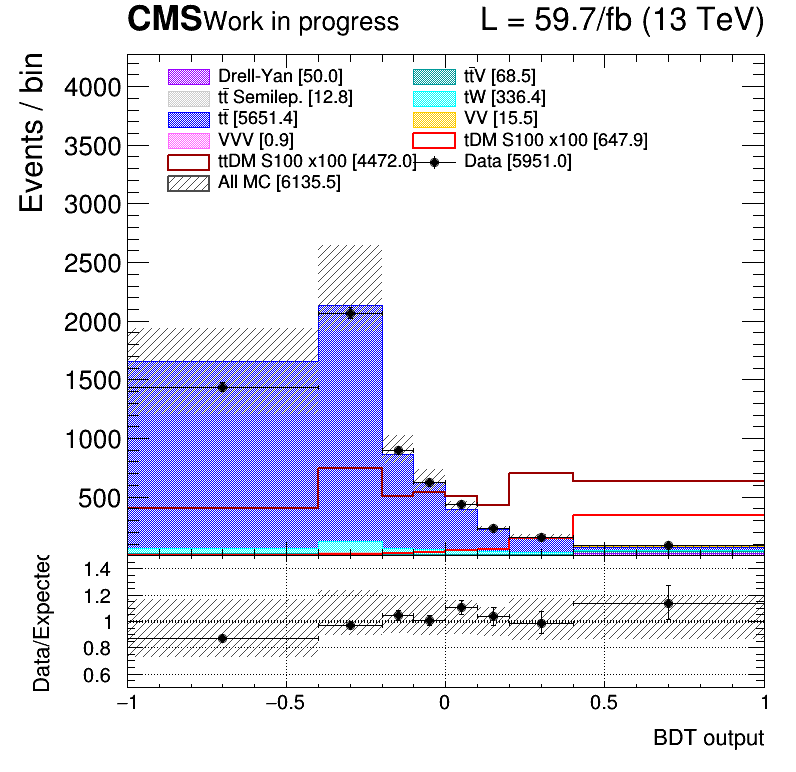 CMS Work in progress L = 59.7/fb (13 TeV)
Events / bin
4000
3500
3000
2500
2000
1500
1000
500
Drell-Yan [50.0]
tt̄ Semilep. [12.8]
tt̄ [5651.4]
VVV [0.9]
ttDM S100 x100 [4472.0]
All MC [6135.5]
tt̄V [68.5]
tW [336.4]
VV [15.5]
tDM S100 x100 [647.9]
Data [5951.0]
Data/Expected
1.4
1.2
1
0.8
0.6
−1 −0.5 0 0.5 1
BDT output